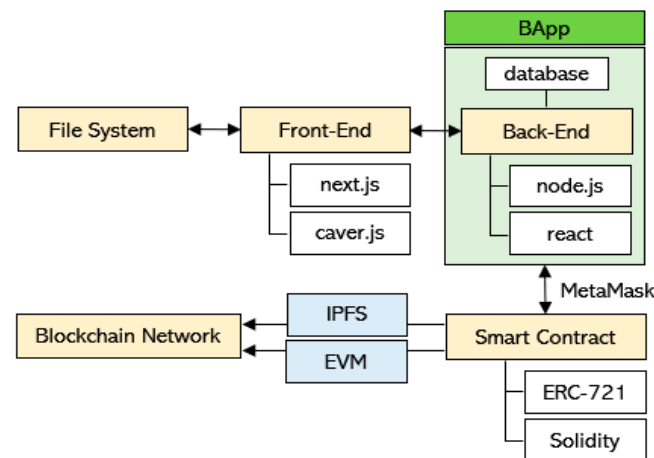 BApp
database
File System
Front-End
Back-End
next.js
node.js
caver.js
react
MetaMask
IPFS
Blockchain Network
Smart Contract
EVM
ERC-721
Solidity